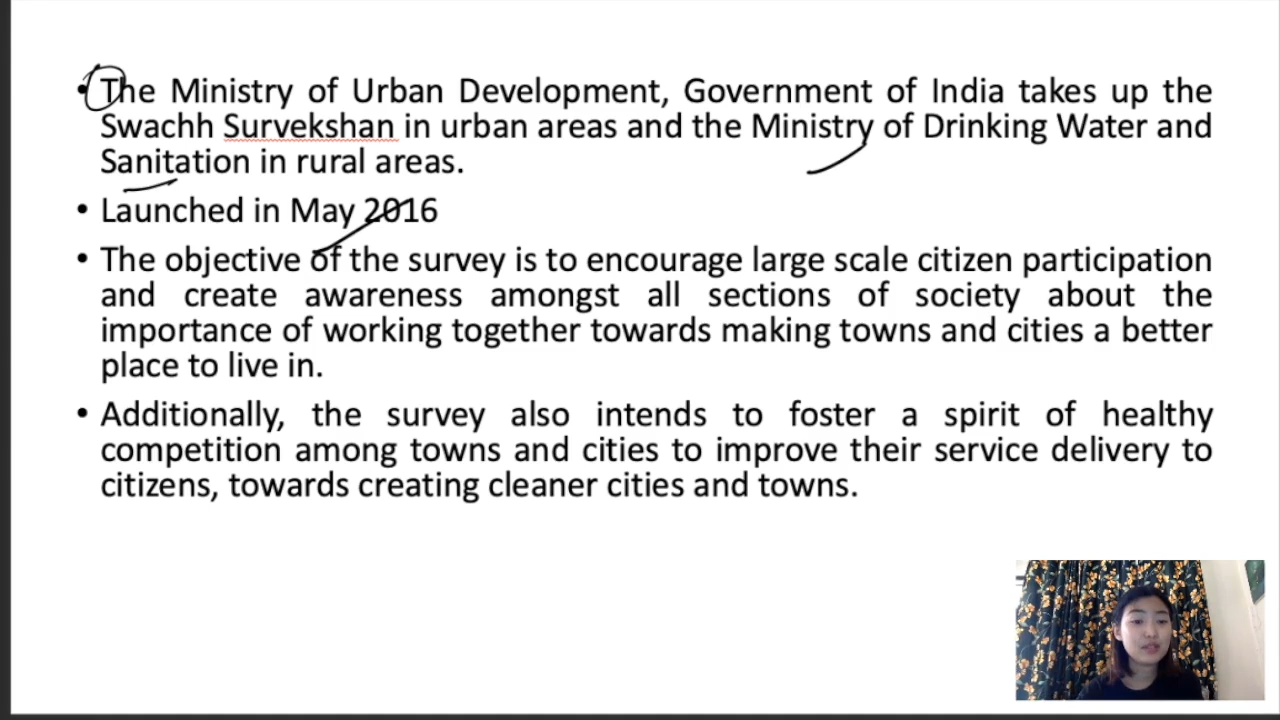 • The Ministry of Urban Development, Government of India takes up the
Swachh Survekshan in urban areas and the Ministry of Drinking Water and
Sanitation in rural areas.
• Launched in May 2016
• The objective of the survey is to encourage large scale citizen participation
and create awareness amongst all sections of society about the
importance of working together towards making towns and cities a better
place to live in.
• Additionally, the survey also intends to foster a spirit of healthy
competition among towns and cities to improve their service delivery to
citizens, towards creating cleaner cities and towns.